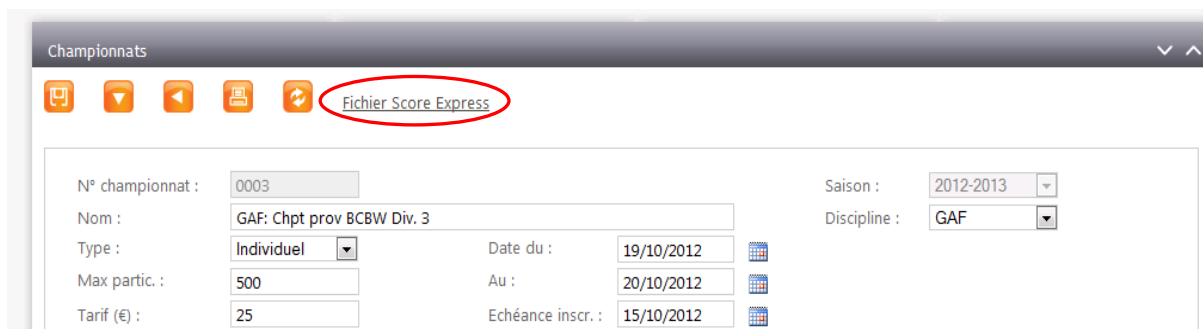 Championnats
Fichier Score Express
N° championnat : 0003 Saison : 2012-2013
Nom : GAF: Chpt prov BCBW Div. 3 Discipline : GAF
Type : Individuel Date du : 19/10/2012
Max partic. : 500 Au : 20/10/2012
Tarif (€) : 25 Echéance inscr. : 15/10/2012